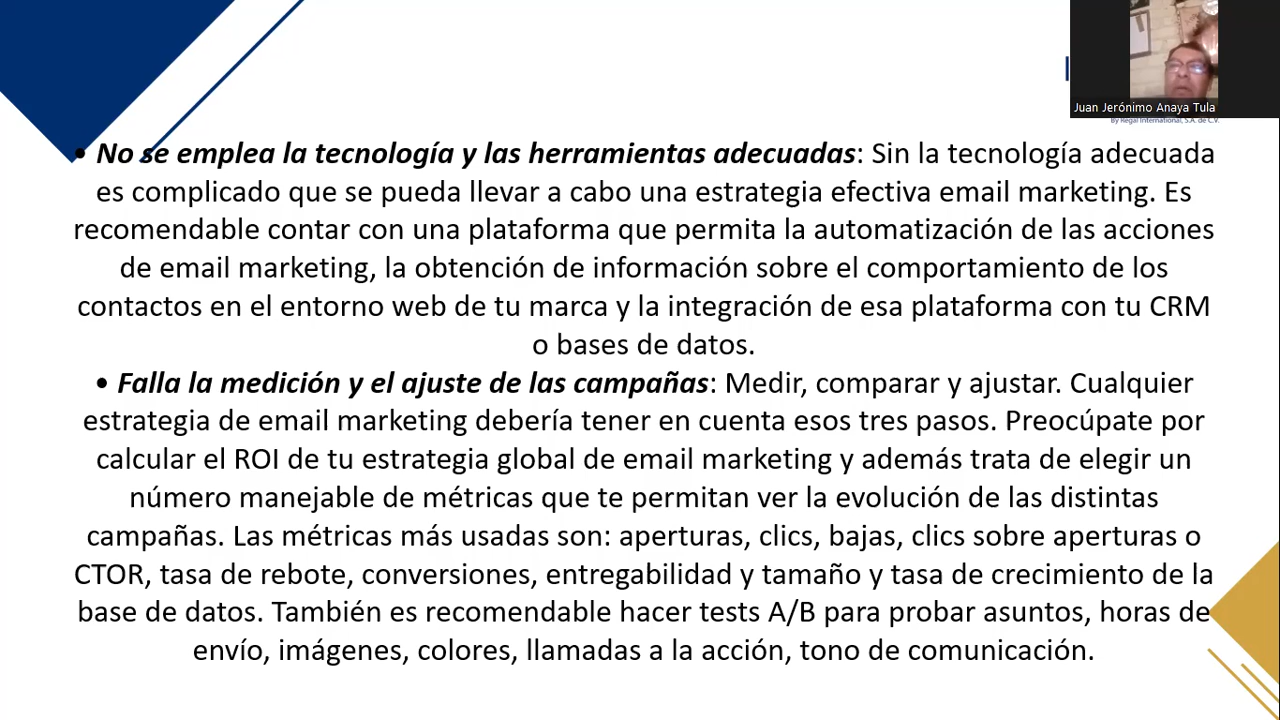 Juan Jerónimo Anaya Tula
By Regal International, S.A. de C.V.
• No se emplea la tecnología y las herramientas adecuadas: Sin la tecnología adecuada
es complicado que se pueda llevar a cabo una estrategia efectiva email marketing. Es
recomendable contar con una plataforma que permita la automatización de las acciones
de email marketing, la obtención de información sobre el comportamiento de los
contactos en el entorno web de tu marca y la integración de esa plataforma con tu CRM
o bases de datos.
• Falla la medición y el ajuste de las campañas: Medir, comparar y ajustar. Cualquier
estrategia de email marketing debería tener en cuenta esos tres pasos. Preocúpate por
calcular el ROI de tu estrategia global de email marketing y además trata de elegir un
número manejable de métricas que te permitan ver la evolución de las distintas
campañas. Las métricas más usadas son: aperturas, clics, bajas, clics sobre aperturas o
CTOR, tasa de rebote, conversiones, entregabilidad y tamaño y tasa de crecimiento de la
base de datos. También es recomendable hacer tests A/B para probar asuntos, horas de
envío, imágenes, colores, llamadas a la acción, tono de comunicación.